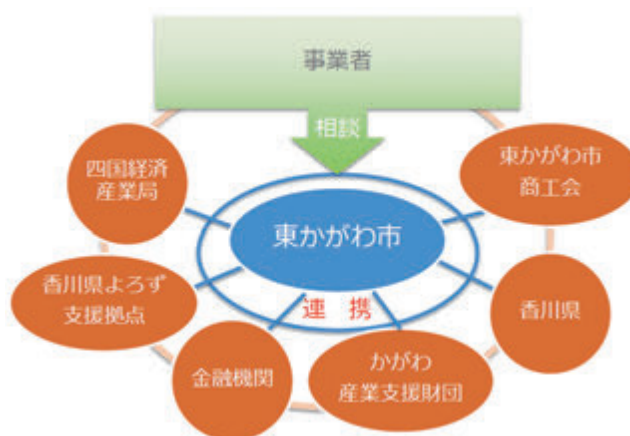 事業者
相談
四国経済
産業局
東かがわ市
商工会
東かがわ市
香川県よろず
支援拠点
連 携
香川県
金融機関
かがわ
産業支援財団